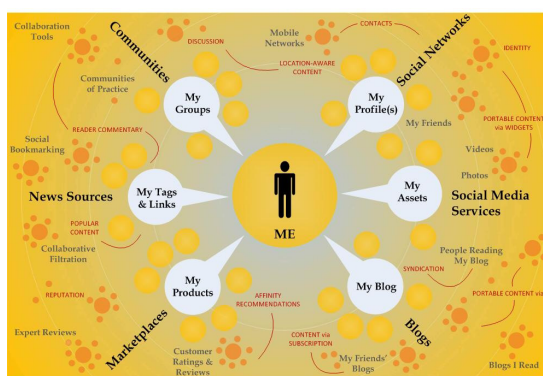 Collaboration
Tools
Communities
DISCUSSION
Mobile
Networks
CONTACTS
Social Networks
IDENTITY
Communities
of Practice
LOCATION-AWARE
CONTENT
My
Groups
My
Profile(s)
My Friends
PORTABLE CONTENT
via WIDGETS
READER COMMENTARY
Social
Bookmarking
Videos
Photos
News Sources
My Tags
& Links
ME
My
Assets
Social Media
Services
POPULAR
CONTENT
Collaborative
Filtration
People Reading
My Blog
SYNDICATION
My
Products
My Blog
REPUTATION
AFFINITY
RECOMMENDATIONS
PORTABLE CONTENT via
Expert Reviews
Marketplaces
CONTENT via
SUBSCRIPTION
Blogs
Customer
Ratings &
Reviews
My Friends'
Blogs
Blogs I Read